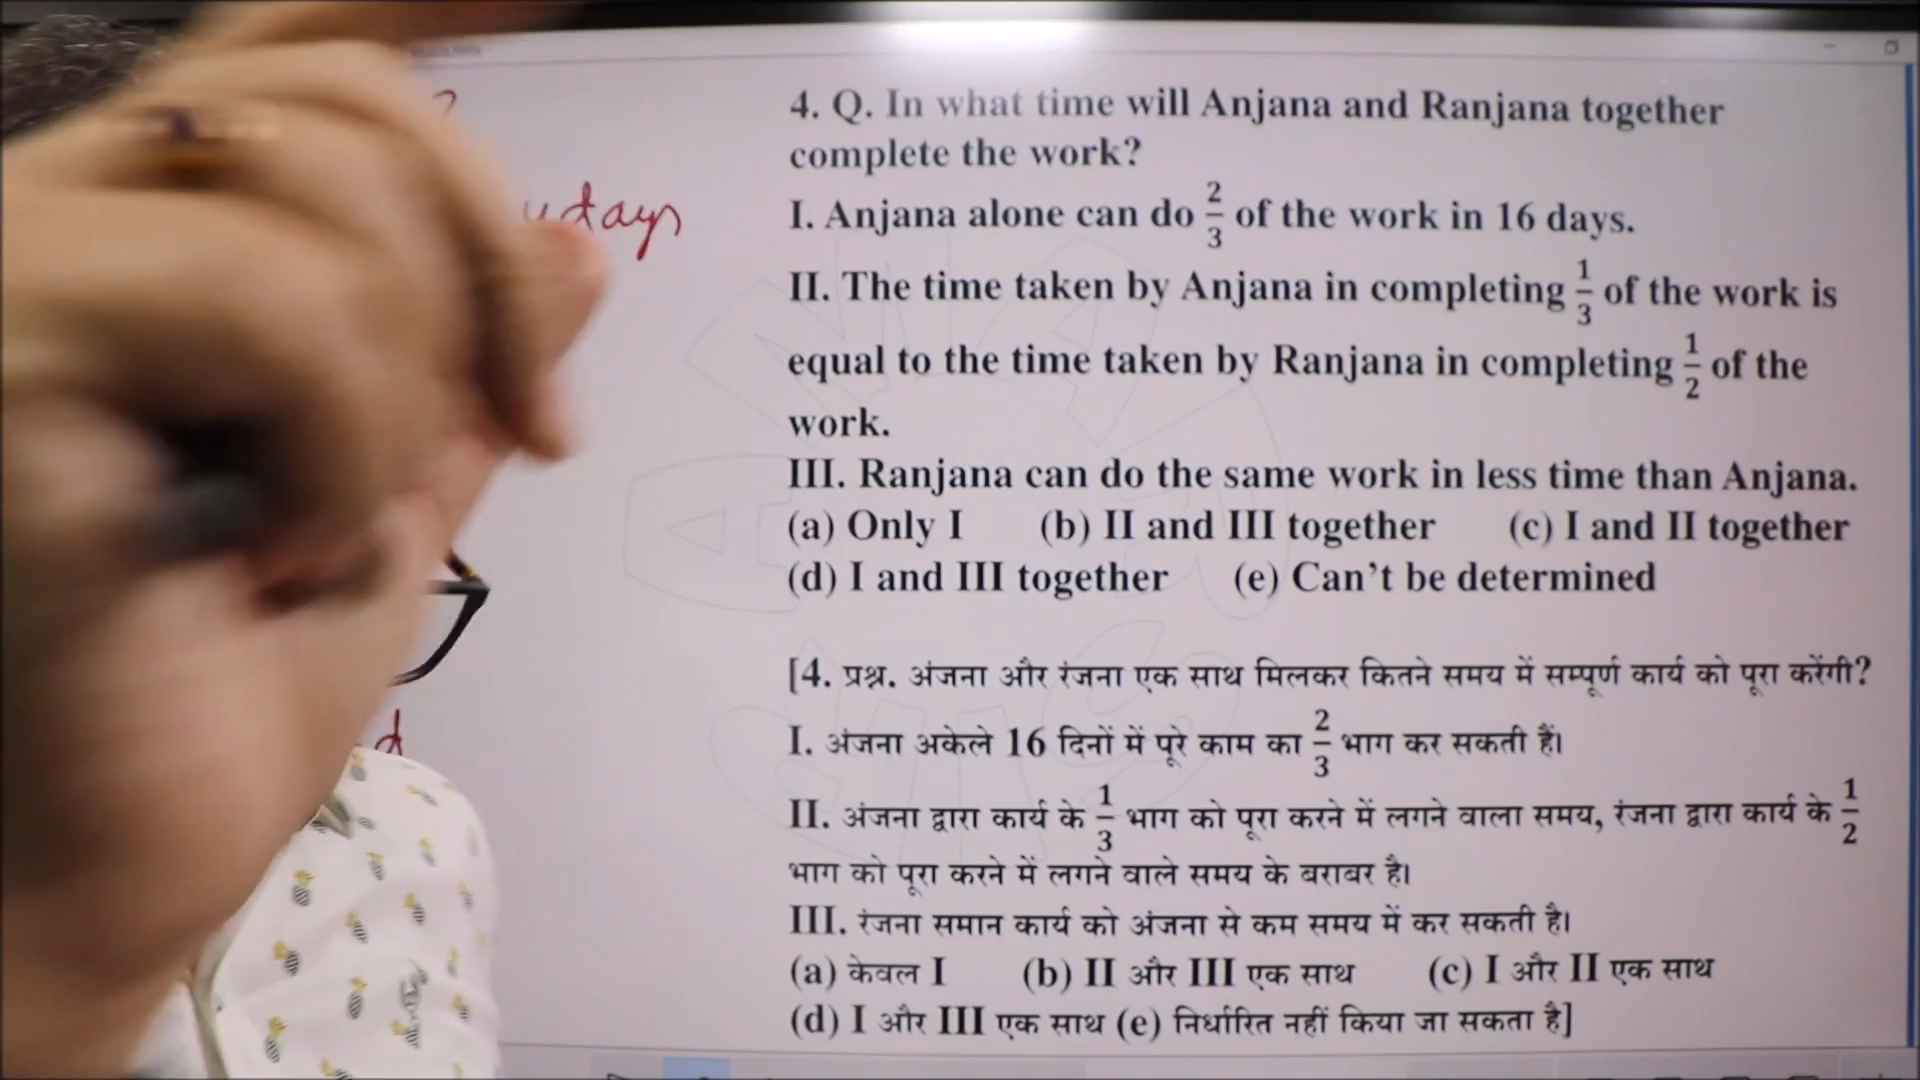 4. Q. In what time will Anjana and Ranjana together
complete the work?
I. Anjana alone can do 2/3 of the work in 16 days.
II. The time taken by Anjana in completing 1/3 of the work is
equal to the time taken by Ranjana in completing 1/2 of the
work.
III. Ranjana can do the same work in less time than Anjana.
(a) Only I (b) II and III together (c) I and II together
(d) I and III together (e) Can't be determined
[4. प्रश्न. अंजना और रंजना एक साथ मिलकर कितने समय में सम्पूर्ण कार्य को पूरा करेंगी?
I. अंजना अकेले 16 दिनों में पूरे काम का 2/3 भाग कर सकती हैं।
II. अंजना द्वारा कार्य के 1/3 भाग को पूरा करने में लगने वाला समय, रंजना द्वारा कार्य के 1/2
भाग को पूरा करने में लगने वाले समय के बराबर है।
III. रंजना समान कार्य को अंजना से कम समय में कर सकती है।
(a) केवल I (b) II और III एक साथ (c) I और II एक साथ
(d) I और III एक साथ (e) निर्धारित नहीं किया जा सकता है]
days